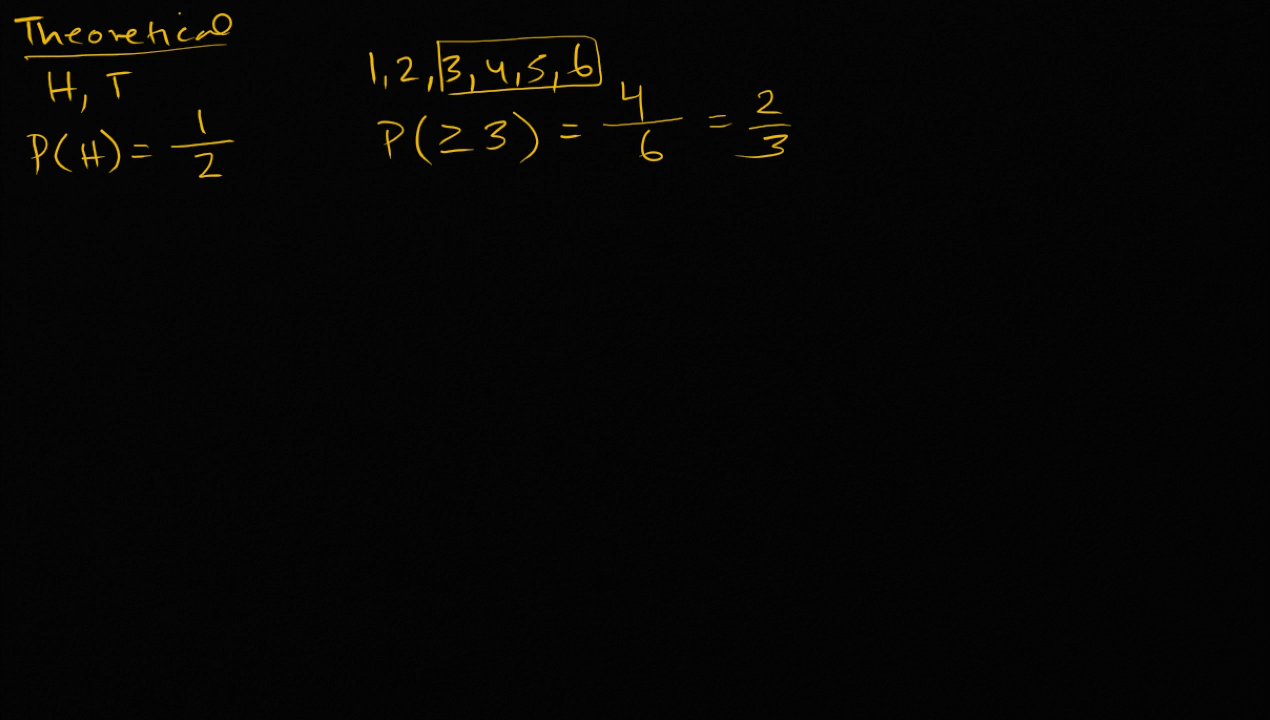 Theoretical
H, T
P(H) = 1/2
1, 2, 3, 4, 5, 6
P(≥ 3) = 4/6 = 2/3